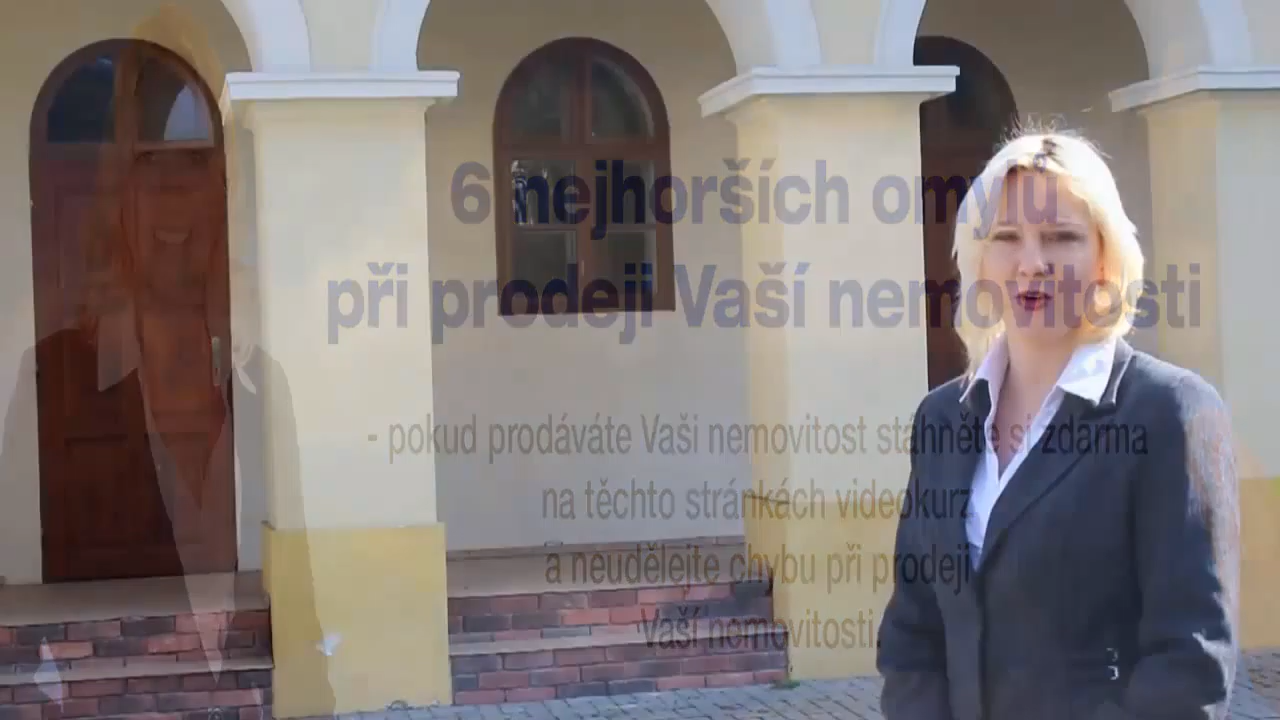 6 nejhorších omylů
při prodeji Vaší nemovitosti
- pokud prodáváte Vaši nemovitost stáhněte si zdarma
na těchto stránkách videokurz
a neudělejte chybu při prodeji
Vaší nemovitosti.